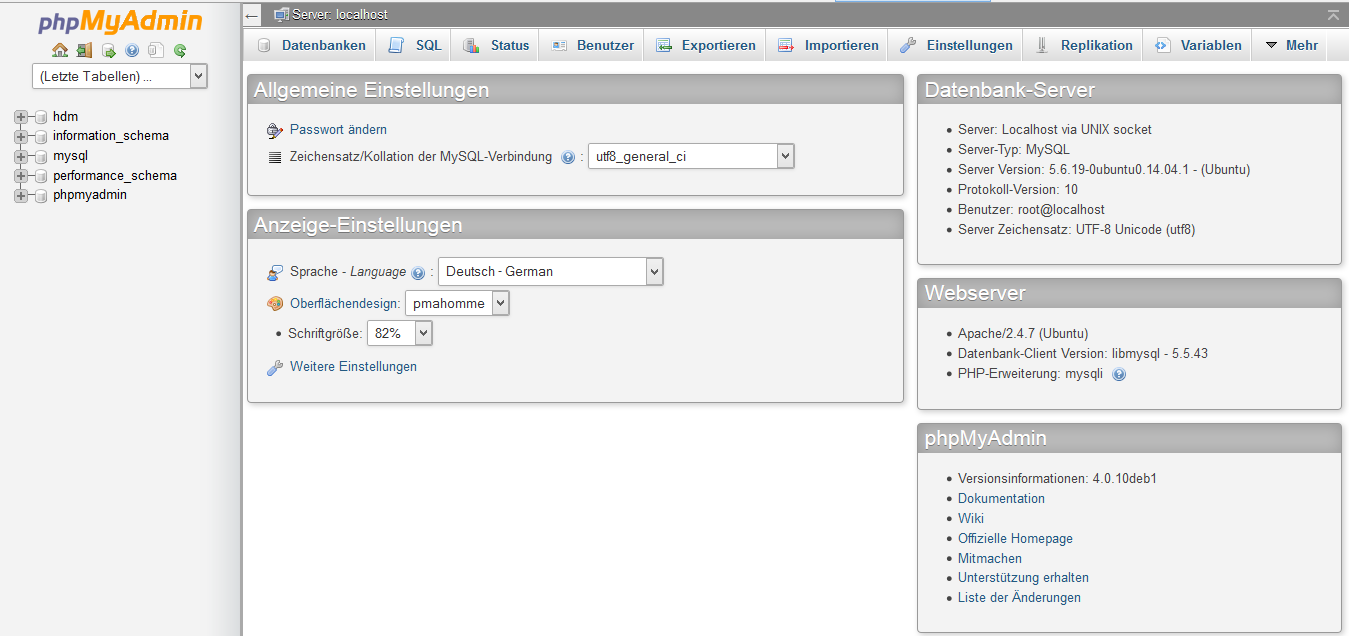 phpMyAdmin
(Letzte Tabellen) ...
hdm
information_schema
mysql
performance_schema
phpmyadmin
Server: localhost
Datenbanken SQL Status Benutzer Exportieren Importieren Einstellungen Replikation Variablen Mehr
Allgemeine Einstellungen
Passwort ändern
Zeichensatz/Kollation der MySQL-Verbindung : utf8_general_ci
Anzeige-Einstellungen
Sprache - Language : Deutsch - German
Oberflächendesign: pmahomme
Schriftgröße: 82%
Weitere Einstellungen
Datenbank-Server
Server: Localhost via UNIX socket
Server-Typ: MySQL
Server Version: 5.6.19-0ubuntu0.14.04.1 - (Ubuntu)
Protokoll-Version: 10
Benutzer: root@localhost
Server Zeichensatz: UTF-8 Unicode (utf8)
Webserver
Apache/2.4.7 (Ubuntu)
Datenbank-Client Version: libmysql - 5.5.43
PHP-Erweiterung: mysqli
phpMyAdmin
Versionsinformationen: 4.0.10deb1
Dokumentation
Wiki
Offizielle Homepage
Mitmachen
Unterstützung erhalten
Liste der Änderungen